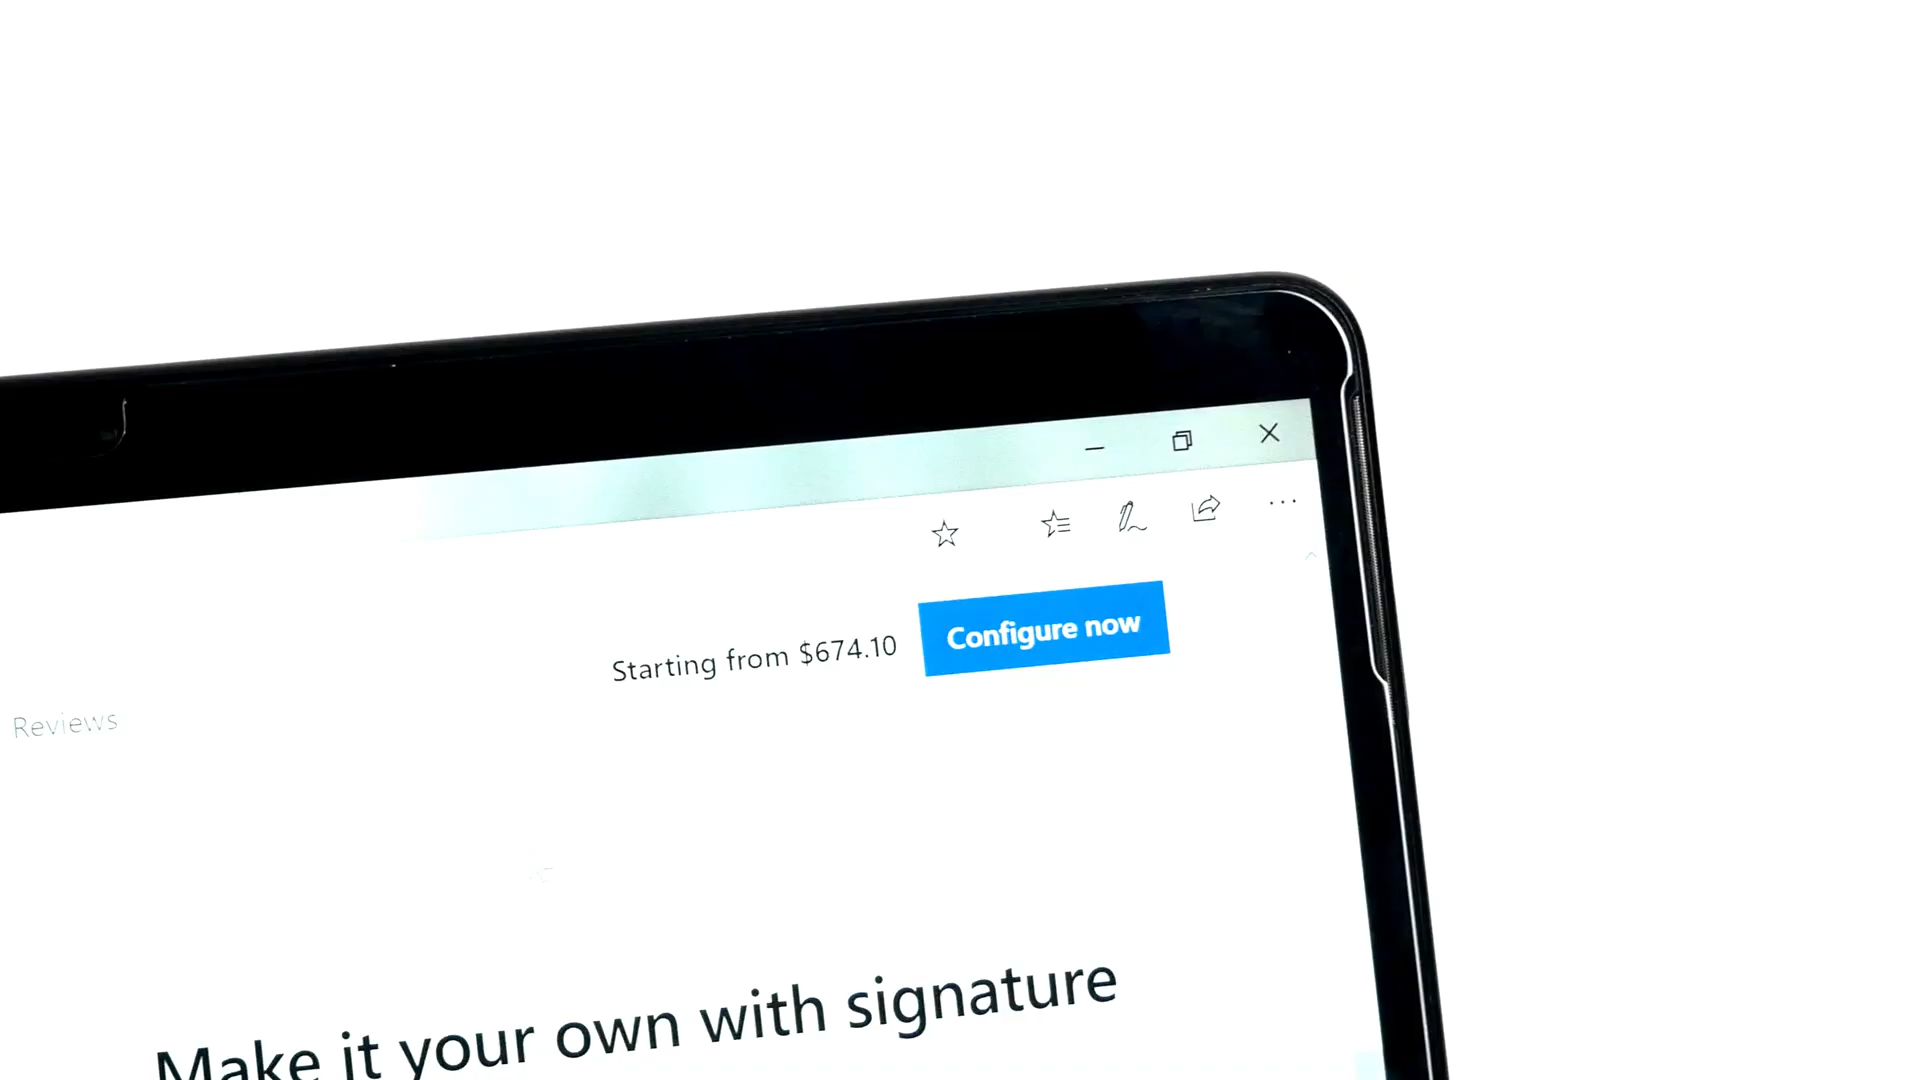 Starting from $674.10
Configure now
Reviews
Make it your own with signature